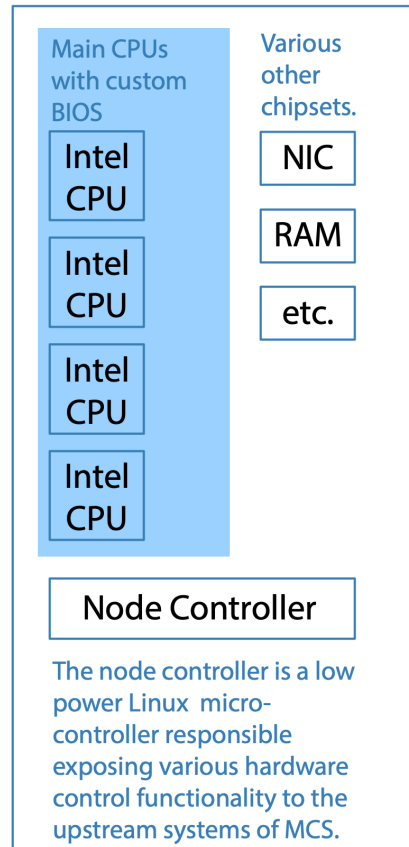 Main CPUs
with custom
BIOS
Intel
CPU
Intel
CPU
Intel
CPU
Intel
CPU
Various
other
chipsets.
NIC
RAM
etc.
Node Controller
The node controller is a low
power Linux micro-
controller responsible
exposing various hardware
control functionality to the
upstream systems of MCS.